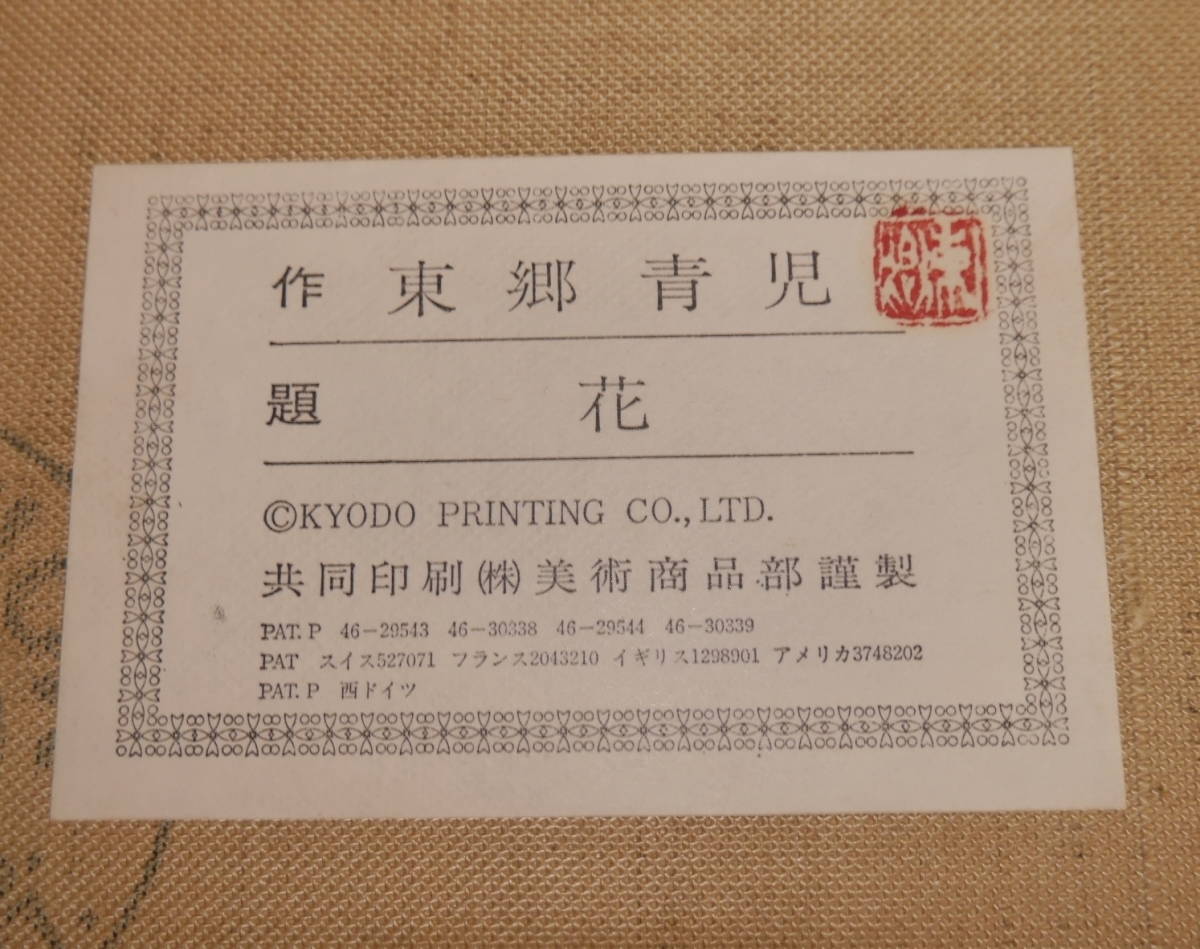 作 東郷青児
題 花
©KYODO PRINTING CO., LTD.
共同印刷(株)美術商品部謹製
PAT. P 46-29543 46-30338 46-29544 46-30339
PAT スイス527071 フランス2043210 イギリス1298901 アメリカ3748202
PAT. P 西ドイツ